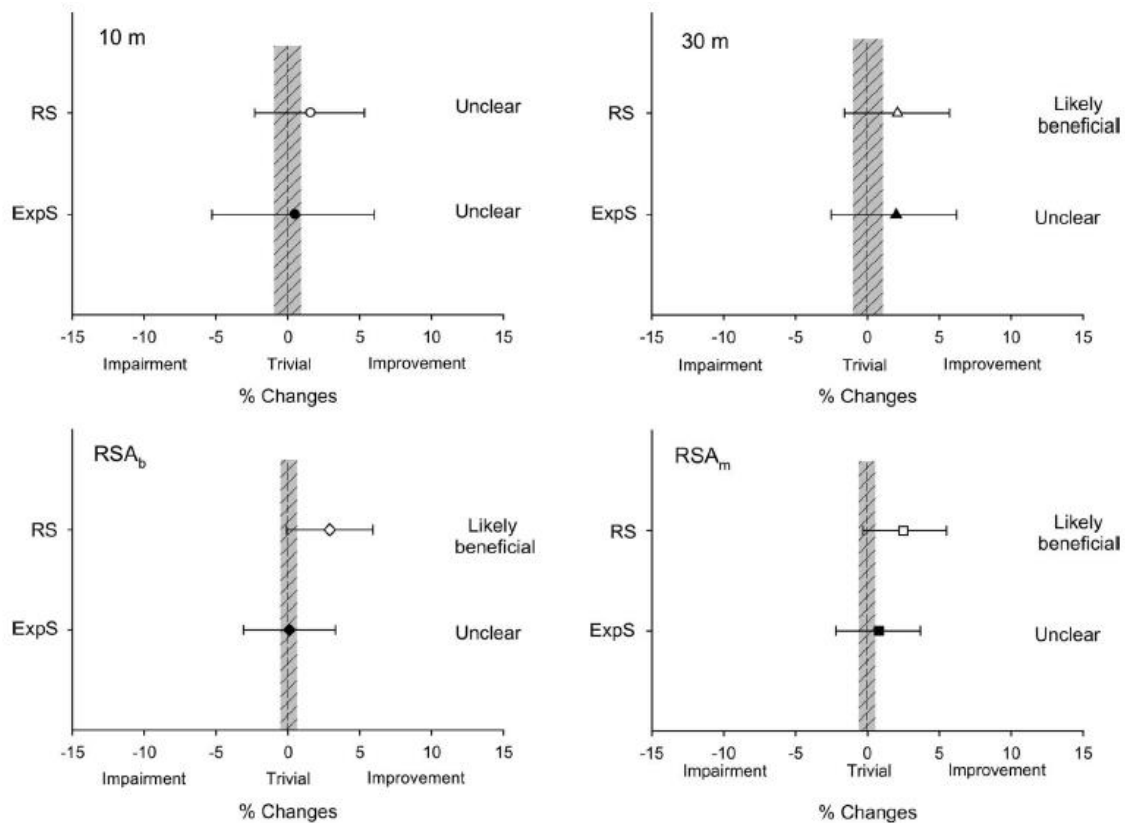 10 m
RS
Unclear
ExpS
Unclear
-15 -10 -5 0 5 10 15
Impairment Trivial Improvement
% Changes
30 m
RS
Likely
beneficial
ExpS
Unclear
-15 -10 -5 0 5 10 15
Impairment Trivial Improvement
% Changes
RSAb
RS
Likely
beneficial
ExpS
Unclear
-15 -10 -5 0 5 10 15
Impairment Trivial Improvement
% Changes
RSAm
RS
Likely
beneficial
ExpS
Unclear
-15 -10 -5 0 5 10 15
Impairment Trivial Improvement
% Changes